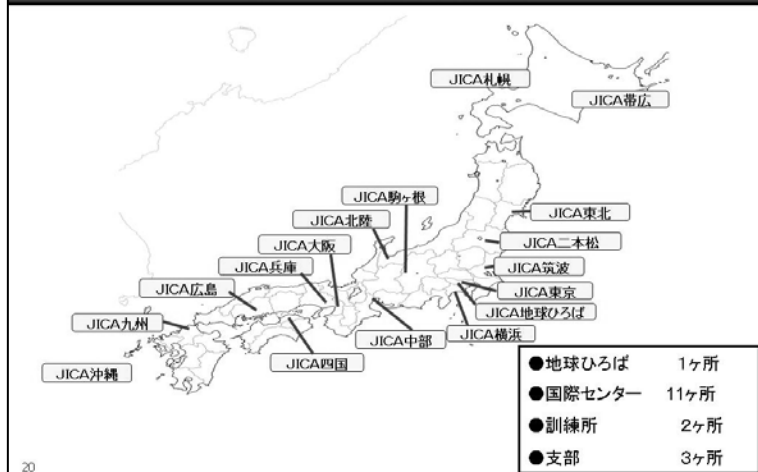 JICA札幌
JICA帯広
JICA駒ヶ根
JICA北陸
JICA東北
JICA大阪
JICA二本松
JICA兵庫
JICA筑波
JICA広島
JICA東京
JICA地球ひろば
JICA九州
JICA横浜
JICA中部
JICA四国
JICA沖縄
●地球ひろば 1ヶ所
●国際センター 11ヶ所
●訓練所 2ヶ所
●支部 3ヶ所
20